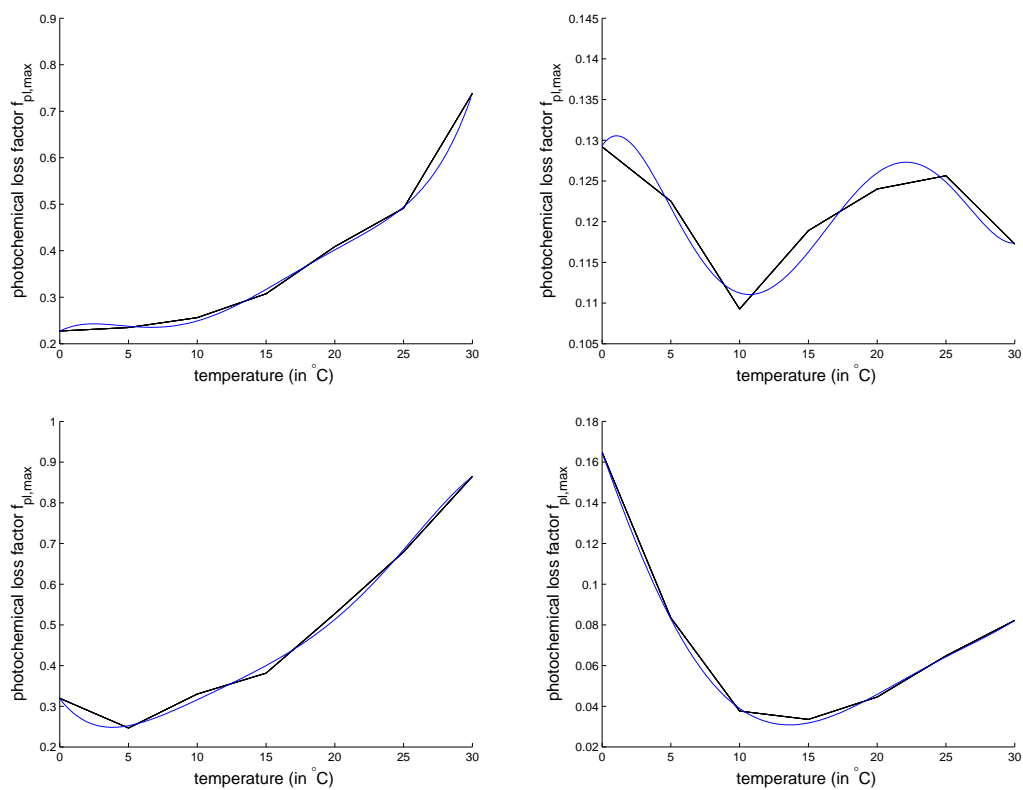 0.9
0.8
0.7
0.6
0.5
0.4
0.3
0.2
photochemical loss factor f_pl,max
0 5 10 15 20 25 30
temperature (in °C)
0.145
0.14
0.135
0.13
0.125
0.12
0.115
0.11
0.105
photochemical loss factor f_pl,max
0 5 10 15 20 25 30
temperature (in °C)
1
0.9
0.8
0.7
0.6
0.5
0.4
0.3
0.2
photochemical loss factor f_pl,max
0 5 10 15 20 25 30
temperature (in °C)
0.18
0.16
0.14
0.12
0.1
0.08
0.06
0.04
0.02
photochemical loss factor f_pl,max
0 5 10 15 20 25 30
temperature (in °C)